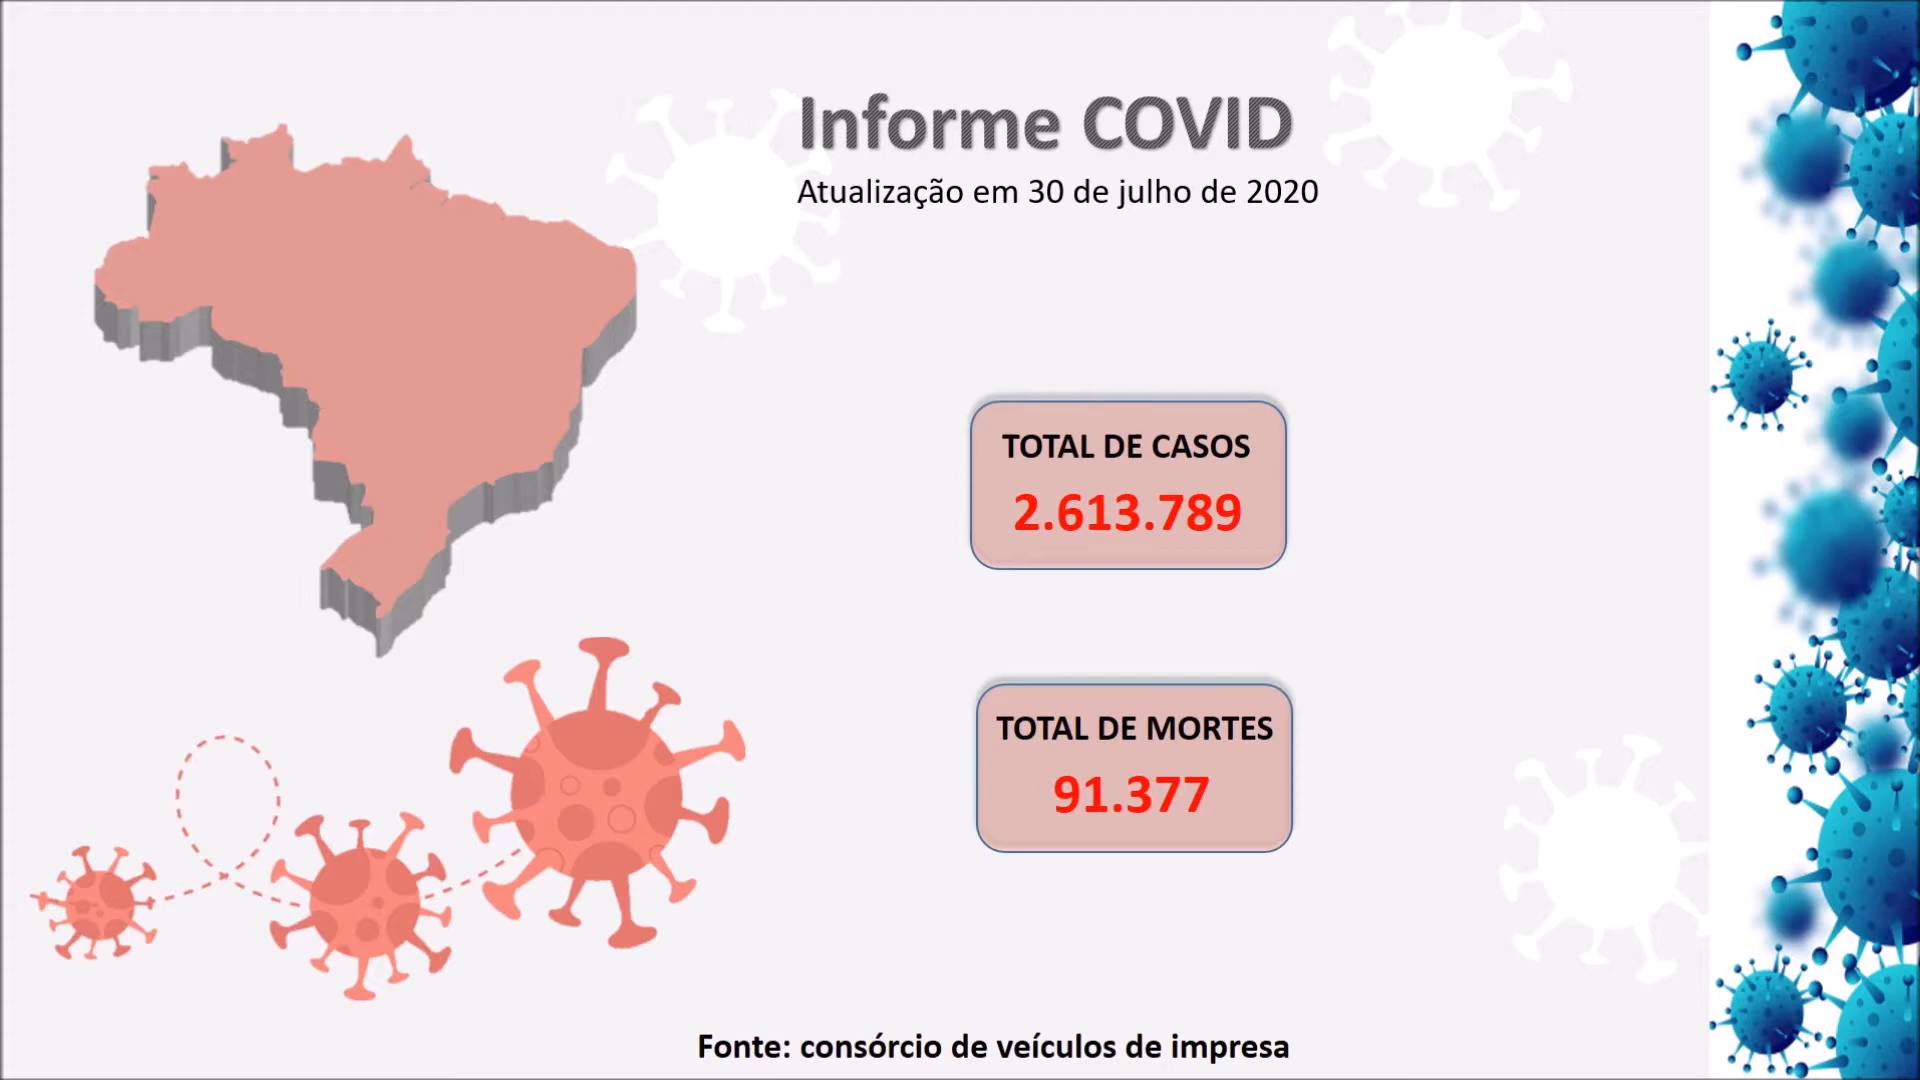 Informe COVID
Atualização em 30 de julho de 2020
TOTAL DE CASOS
2.613.789
TOTAL DE MORTES
91.377
Fonte: consórcio de veículos de impresa